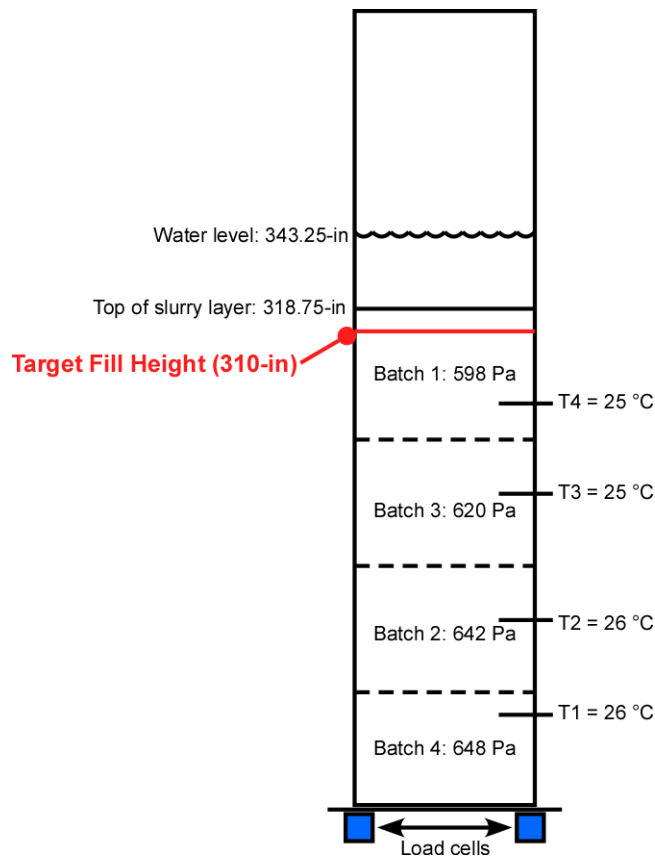 Water level: 343.25-in
Top of slurry layer: 318.75-in
Target Fill Height (310-in)
Batch 1: 598 Pa
T4 = 25 °C
T3 = 25 °C
Batch 3: 620 Pa
T2 = 26 °C
Batch 2: 642 Pa
T1 = 26 °C
Batch 4: 648 Pa
Load cells